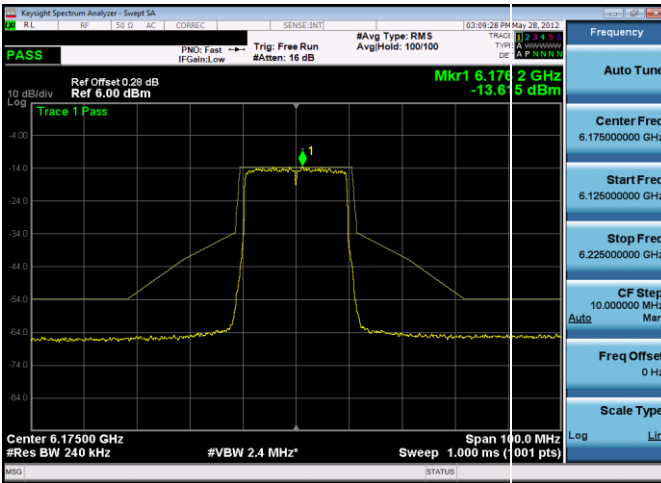 Keysight Spectrum Analyzer - Swept SA
RL RF 50 Ω AC CORREC SENSE:INT 03:09:28 PM May 28, 2012
#Avg Type: RMS
Avg|Hold: 100/100
TRACE 1 2 3 4 5 6
TYPE A WWWWW
DET A P N N N N
PNO: Fast
IFGain:Low
Trig: Free Run
#Atten: 16 dB
PASS
Ref Offset 0.28 dB
Ref 6.00 dBm
10 dB/div
Log
Mkr1 6.176 2 GHz
-13.615 dBm
Trace 1 Pass
1
-4.00
-14.0
-24.0
-34.0
-44.0
-54.0
-64.0
-74.0
-84.0
Center 6.17500 GHz
#Res BW 240 kHz
#VBW 2.4 MHz*
Span 100.0 MHz
Sweep 1.000 ms (1001 pts)
MSG
STATUS
Frequency
Auto Tune
Center Freq
6.175000000 GHz
Start Freq
6.125000000 GHz
Stop Freq
6.225000000 GHz
CF Step
10.000000 MHz
Auto Man
Freq Offset
0 Hz
Scale Type
Log Lin